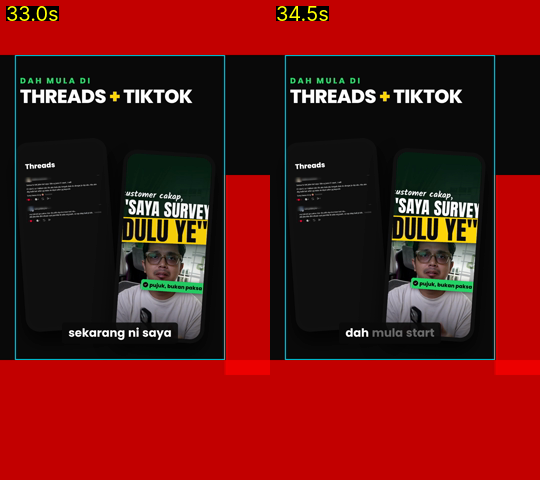 33.0s
DAH MULA DI
THREADS + TIKTOK
Threads
ustomer cakap,
"SAYA SURVEY
DULU YE"
pujuk, bukan paksa
sekarang ni saya
34.5s
DAH MULA DI
THREADS + TIKTOK
Threads
ustomer cakap,
"SAYA SURVEY
DULU YE"
pujuk, bukan paksa
dah mula start